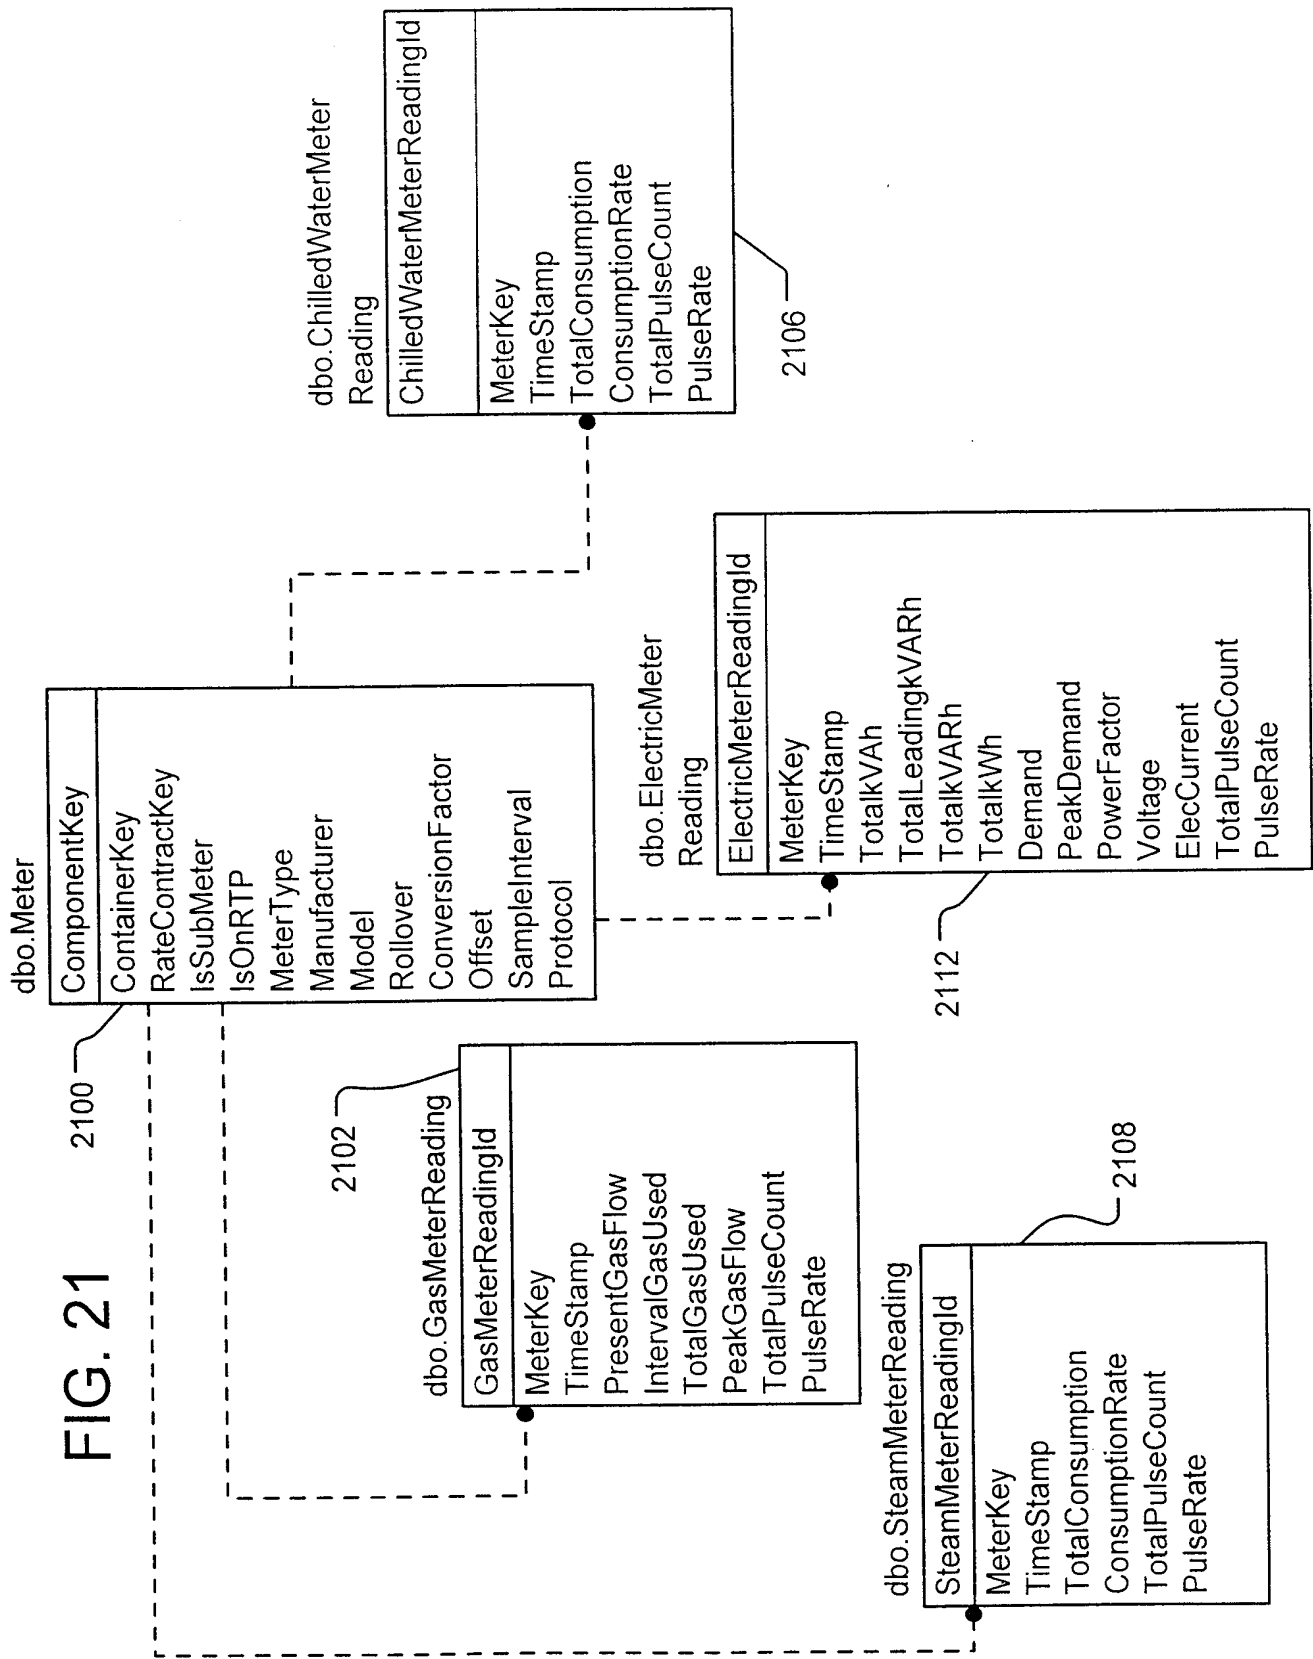 FIG. 21
dbo.Meter
ComponentKey
ContainerKey
RateContractKey
IsSubMeter
IsOnRTP
MeterType
Manufacturer
Model
Rollover
ConversionFactor
Offset
SampleInterval
Protocol
2100
dbo.ChilledWaterMeter
Reading
ChilledWaterMeterReadingId
MeterKey
TimeStamp
TotalConsumption
ConsumptionRate
TotalPulseCount
PulseRate
2106
2102
dbo.GasMeterReading
GasMeterReadingId
MeterKey
TimeStamp
PresentGasFlow
IntervalGasUsed
TotalGasUsed
PeakGasFlow
TotalPulseCount
PulseRate
dbo.ElectricMeter
Reading
ElectricMeterReadingId
MeterKey
TimeStamp
TotalkVAh
TotalLeadingkVARh
TotalkVARh
TotalkWh
Demand
PeakDemand
PowerFactor
Voltage
ElecCurrent
TotalPulseCount
PulseRate
2112
dbo.SteamMeterReading
SteamMeterReadingId
MeterKey
TimeStamp
TotalConsumption
ConsumptionRate
TotalPulseCount
PulseRate
2108